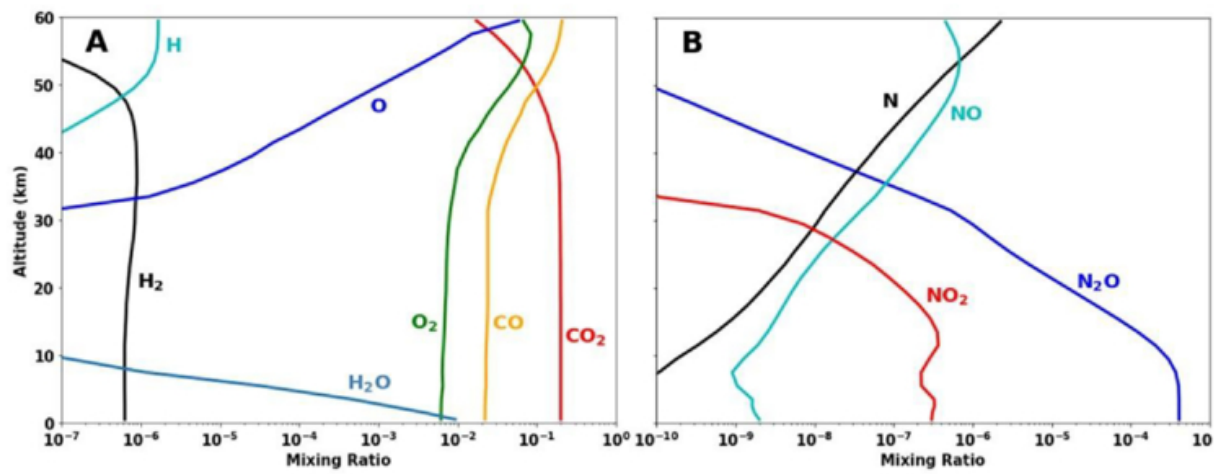 60
50
40
30
20
10
0
Altitude (km)
A
H
O
H₂
O₂
CO
CO₂
H₂O
10⁻⁷ 10⁻⁶ 10⁻⁵ 10⁻⁴ 10⁻³ 10⁻² 10⁻¹ 10⁰
Mixing Ratio
B
N
NO
NO₂
N₂O
10⁻¹⁰ 10⁻⁹ 10⁻⁸ 10⁻⁷ 10⁻⁶ 10⁻⁵ 10⁻⁴ 10
Mixing Ratio